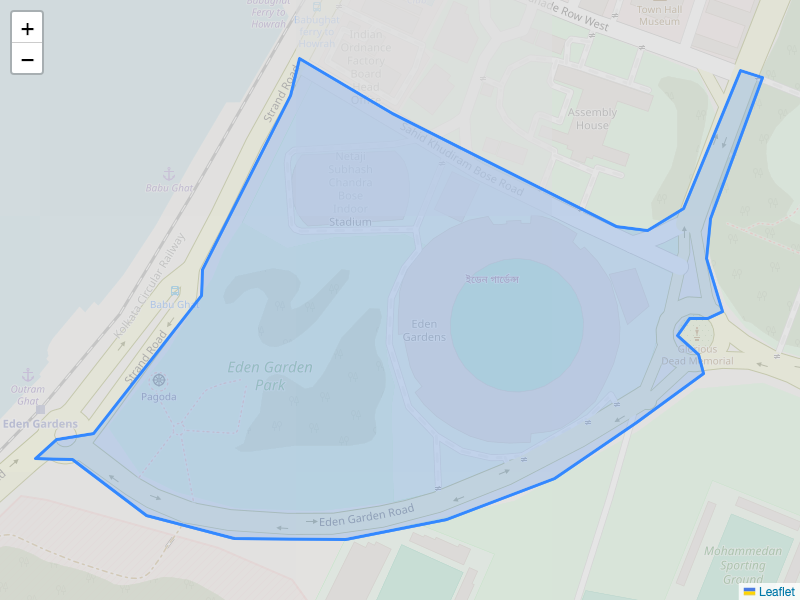 +
−
Babughat
Ferry to
Howrah
Babughat
ferry to
Howrah
Indian
Ordnance
Factory
Board
Head
Esplanade Row West
Town Hall
Museum
Strand Road
Assembly
House
Sahid Khudiram Bose Road
Babu Ghat
Netaji
Subhash
Chandra
Bose
Indoor
Stadium
Kolkata Circular Railway
Babu Ghat
ইডেন গার্ডেন্স
Eden
Gardens
Glorious
Dead Memorial
Strand Road
Eden Garden
Park
Pagoda
Outram
Ghat
Eden Gardens
Eden Garden Road
Mohammedan
Sporting
Ground
Leaflet